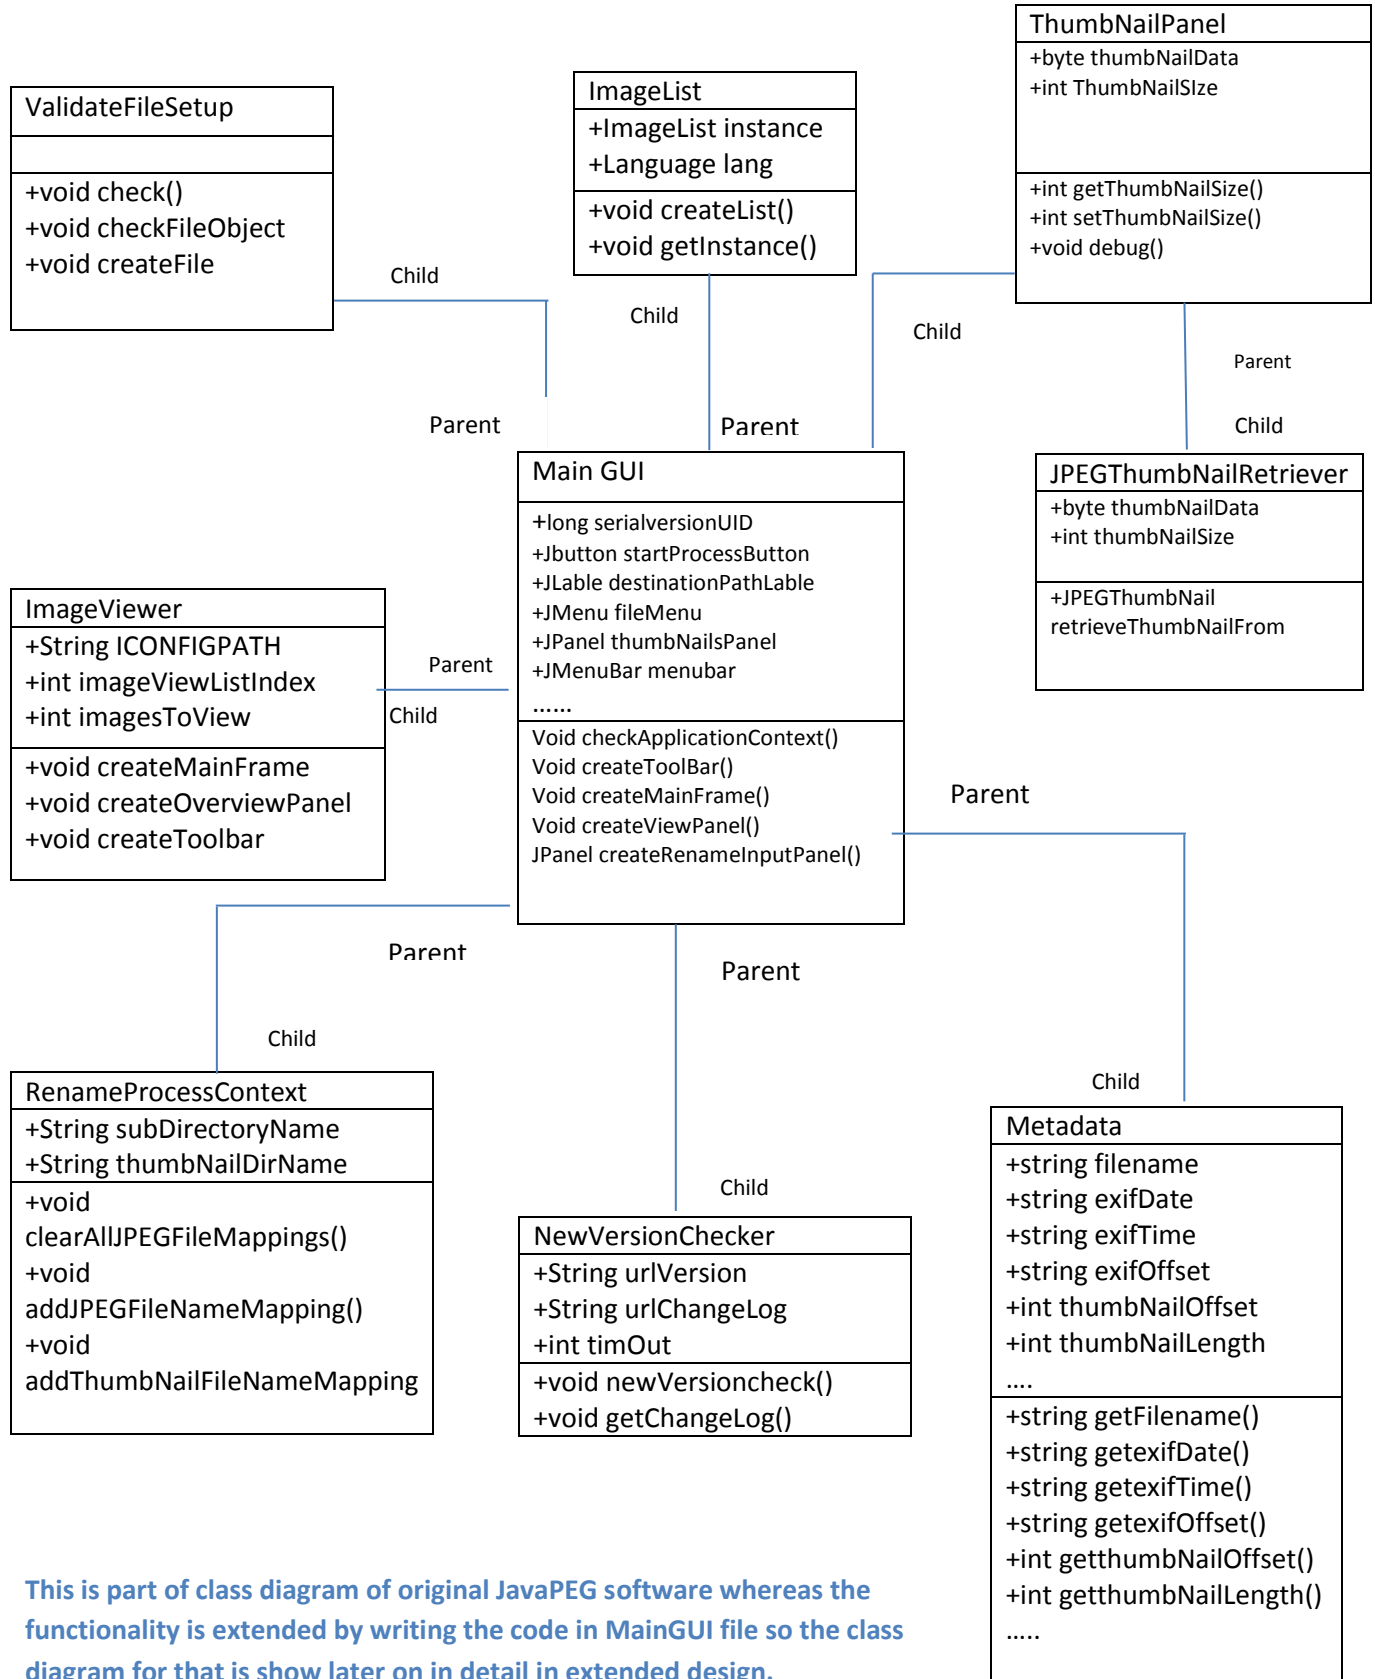 ThumbNailPanel
+byte thumbNailData
+int ThumbNailSIze
+int getThumbNailSize()
+int setThumbNailSize()
+void debug()
ImageList
+ImageList instance
+Language lang
+void createList()
+void getInstance()
ValidateFileSetup
+void check()
+void checkFileObject
+void createFile
Child
Child
Child
Parent
Child
Parent
Parent
Main GUI
+long serialversionUID
+Jbutton startProcessButton
+JLable destinationPathLable
+JMenu fileMenu
+JPanel thumbNailsPanel
+JMenuBar menubar
......
Void checkApplicationContext()
Void createToolBar()
Void createMainFrame()
Void createViewPanel()
JPanel createRenameInputPanel()
JPEGThumbNailRetriever
+byte thumbNailData
+int thumbNailSize
+JPEGThumbNail
retrieveThumbNailFrom
ImageViewer
+String ICONFIGPATH
+int imageViewListIndex
+int imagesToView
+void createMainFrame
+void createOverviewPanel
+void createToolbar
Parent
Child
Parent
Parent
Parent
Child
Child
Child
RenameProcessContext
+String subDirectoryName
+String thumbNailDirName
+void
clearAllJPEGFileMappings()
+void
addJPEGFileNameMapping()
+void
addThumbNailFileNameMapping
NewVersionChecker
+String urlVersion
+String urlChangeLog
+int timOut
+void newVersioncheck()
+void getChangeLog()
Metadata
+string filename
+string exifDate
+string exifTime
+string exifOffset
+int thumbNailOffset
+int thumbNailLength
....
+string getFilename()
+string getexifDate()
+string getexifTime()
+string getexifOffset()
+int getthumbNailOffset()
+int getthumbNailLength()
.....
This is part of class diagram of original JavaPEG software whereas the
functionality is extended by writing the code in MainGUI file so the class
diagram for that is show later on in detail in extended design.